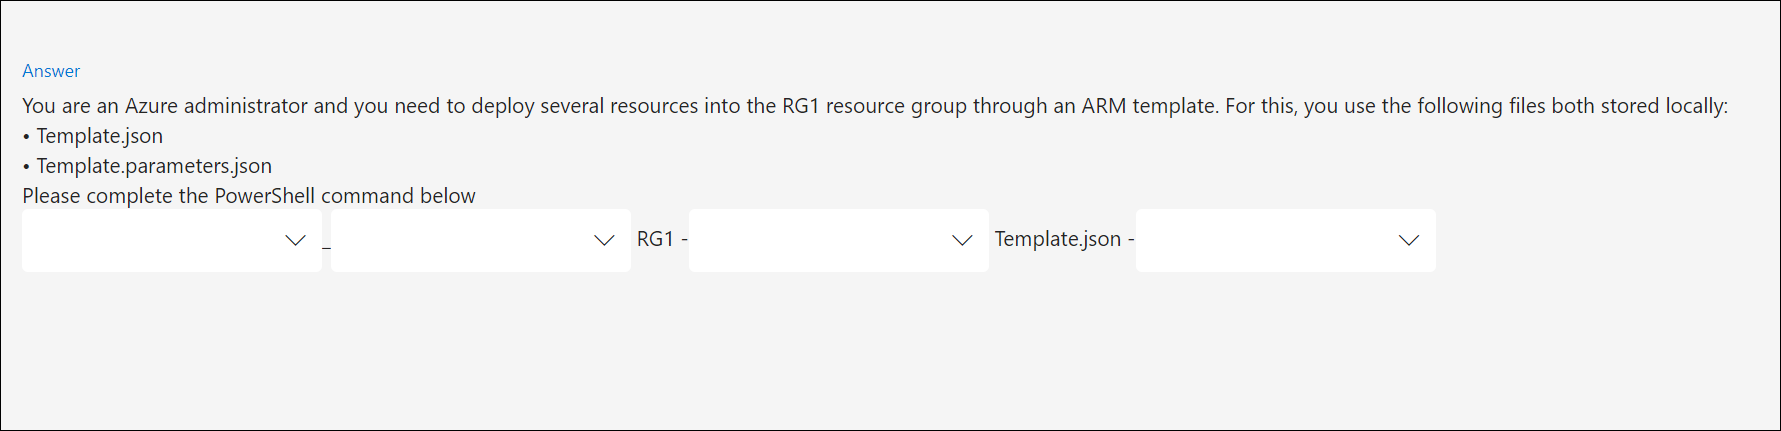 Answer
You are an Azure administrator and you need to deploy several resources into the RG1 resource group through an ARM template. For this, you use the following files both stored locally:
• Template.json
• Template.parameters.json
Please complete the PowerShell command below
_ RG1 - Template.json -